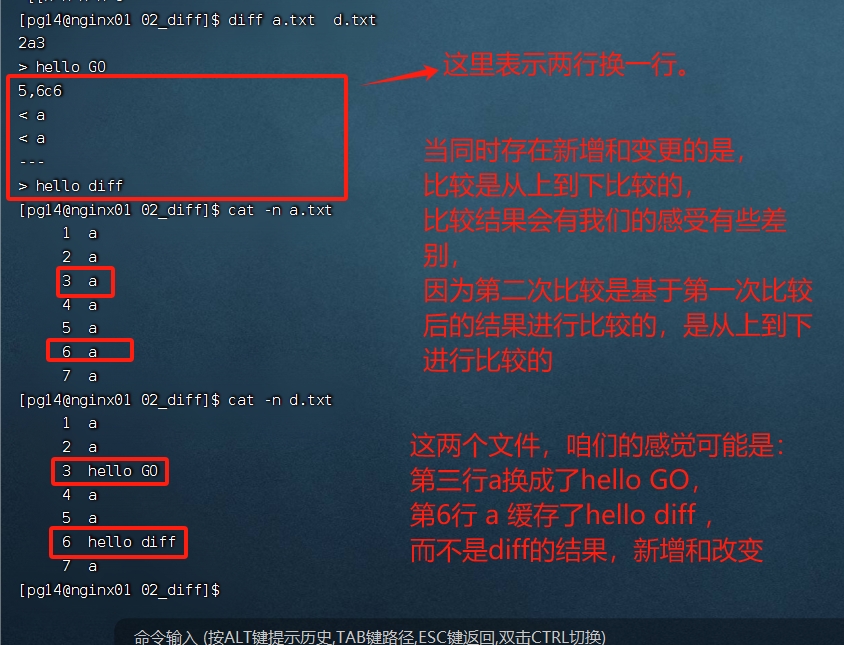 [pg14@nginx01 02_diff]$ diff a.txt  d.txt
2a3
> hello GO
5,6c6
< a
< a
---
> hello diff
[pg14@nginx01 02_diff]$ cat -n a.txt
1  a
2  a
3  a
4  a
5  a
6  a
7  a
[pg14@nginx01 02_diff]$ cat -n d.txt
1  a
2  a
3  hello GO
4  a
5  a
6  hello diff
7  a
[pg14@nginx01 02_diff]$
这里表示两行换一行。
当同时存在新增和变更的是，
比较是从上到下比较的，
比较结果会有我们的感受有些差
别，
因为第二次比较是基于第一次比较
后的结果进行比较的，是从上到下
进行比较的
这两个文件，咱们的感觉可能是：
第三行a换成了hello GO，
第6行 a 缓存了hello diff ，
而不是diff的结果，新增和改变
命令输入 (按ALT键提示历史,TAB键路径,ESC键返回,双击CTRL切换)